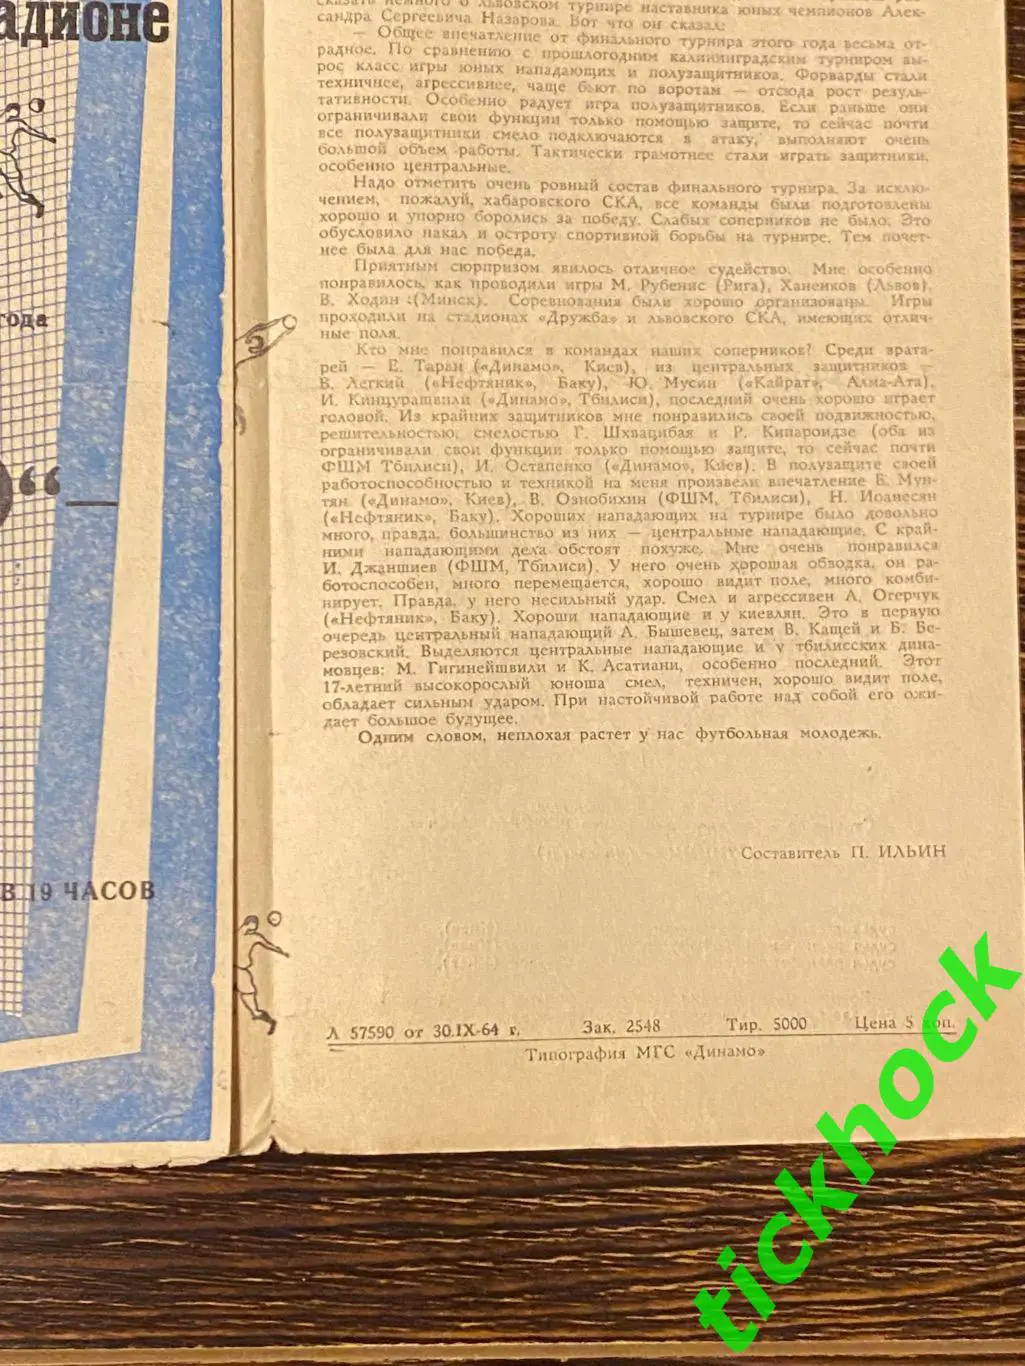 адионе
года
“ —
В 19 ЧАСОВ
сказать немного о львовском турнире наставника юных чемпионов Алек-
сандра Сергеевича Назарова. Вот что он сказал:
— Общее впечатление от финального турнира этого года весьма от-
радное. По сравнению с прошлогодним калининградским турниром вы-
рос класс игры юных нападающих и полузащитников. Форварды стали
техничнее, агрессивнее, чаще бьют по воротам — отсюда рост резуль-
тативности. Особенно радует игра полузащитников. Если раньше они
ограничивали свои функции только помощью защите, то сейчас почти
все полузащитники смело подключаются в атаку, выполняют очень
большой объем работы. Тактически грамотнее стали играть защитники,
особенно центральные.
Надо отметить очень ровный состав финального турнира. За исклю-
чением, пожалуй, хабаровского СКА, все команды были подготовлены
хорошо и упорно боролись за победу. Слабых соперников не было. Это
обусловило накал и остроту спортивной борьбы на турнире. Тем почет-
нее была для нас победа.
Приятным сюрпризом явилось отличное судейство. Мне особенно
понравилось, как проводили игры М. Рубенис (Рига), Ханенков (Львов),
В. Ходин :(Минск). Соревнования были хорошо организованы. Игры
проходили на стадионах «Дружба» и львовского СКА, имеющих отлич-
ные поля.
Кто мне понравился в командах наших соперников? Среди врата-
рей — Е. Таран («Динамо», Киев), из центральных защитников —
В. Легкий («Нефтяник», Баку), Ю. Мусин («Кайрат», Алма-Ата),
И. Кинцурашвили («Динамо», Тбилиси), последний очень хорошо играет
головой. Из крайних защитников мне понравились своей подвижностью,
решительностью, смелостью Г. Шхвацибая и Р. Кипароидзе (оба из
ограничивали свои функции только помощью защите, то сейчас почти
ФШМ Тбилиси), И. Остапенко («Динамо», Киев). В полузащите своей
работоспособностью и техникой на меня произвели впечатление Б. Мун-
тян («Динамо», Киев), В. Ознобихин (ФШМ, Тбилиси), Н. Иоанесян
(«Нефтяник», Баку). Хороших нападающих на турнире было довольно
много, правда, большинство из них — центральные нападающие. С край-
ними нападающими дела обстоят похуже. Мне очень понравился
И. Джаншиев (ФШМ, Тбилиси). У него очень хорошая обводка, он ра-
ботоспособен, много перемещается, хорошо видит поле, много комби-
нирует. Правда, у него несильный удар. Смел и агрессивен А. Огерчук
(«Нефтяник», Баку). Хороши нападающие и у киевлян. Это в первую
очередь центральный нападающий А. Бышевец, затем В. Кащей и Б. Бе-
резовский. Выделяются центральные нападающие и у тбилисских дина-
мовцев: М. Гигинейшвили и К. Асатиани, особенно последний. Этот
17-летний высокорослый юноша смел, техничен, хорошо видит поле,
обладает сильным ударом. При настойчивой работе над собой его ожи-
дает большое будущее.
Одним словом, неплохая растет у нас футбольная молодежь.
Составитель П. ИЛЬИН
Л 57590 от 30.IX-64 г. Зак. 2548 Тир. 5000 Цена 5 коп.
Типография МГС «Динамо»
tickhock